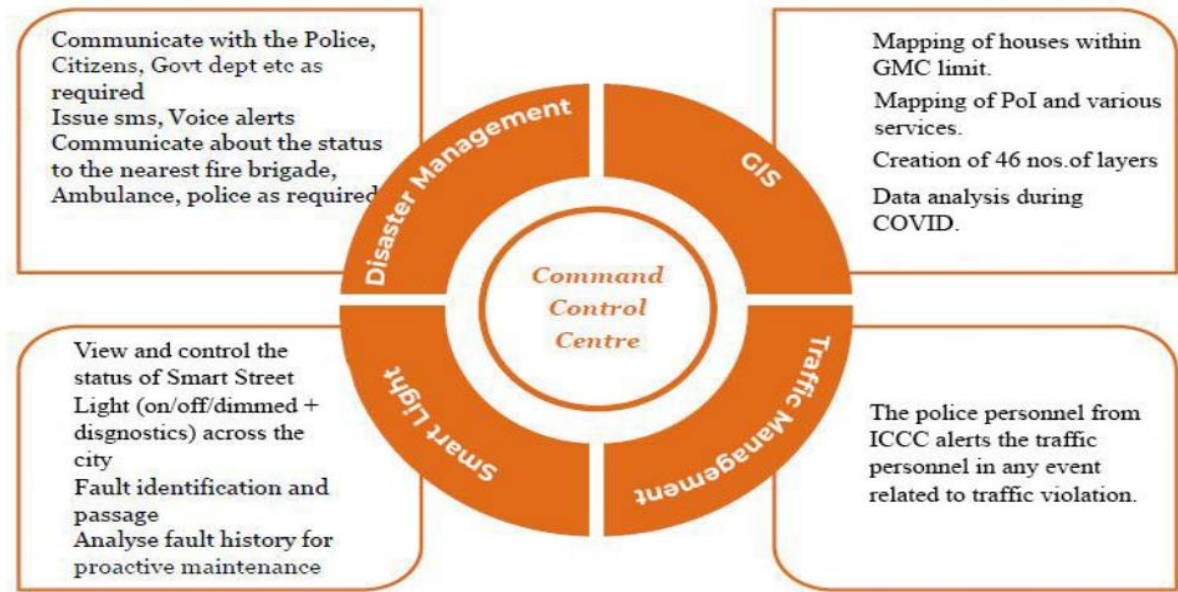 Communicate with the Police,
Citizens, Govt dept etc as
required
Issue sms, Voice alerts
Communicate about the status
to the nearest fire brigade,
Ambulance, police as required
Disaster Management
GIS
Mapping of houses within
GMC limit.
Mapping of PoI and various
services.
Creation of 46 nos.of layers
Data analysis during
COVID.
Command
Control
Centre
View and control the
status of Smart Street
Light (on/off/dimmed +
disgnostics) across the
city
Fault identification and
passage
Analyse fault history for
proactive maintenance
Smart Light
Traffic Management
The police personnel from
ICCC alerts the traffic
personnel in any event
related to traffic violation.